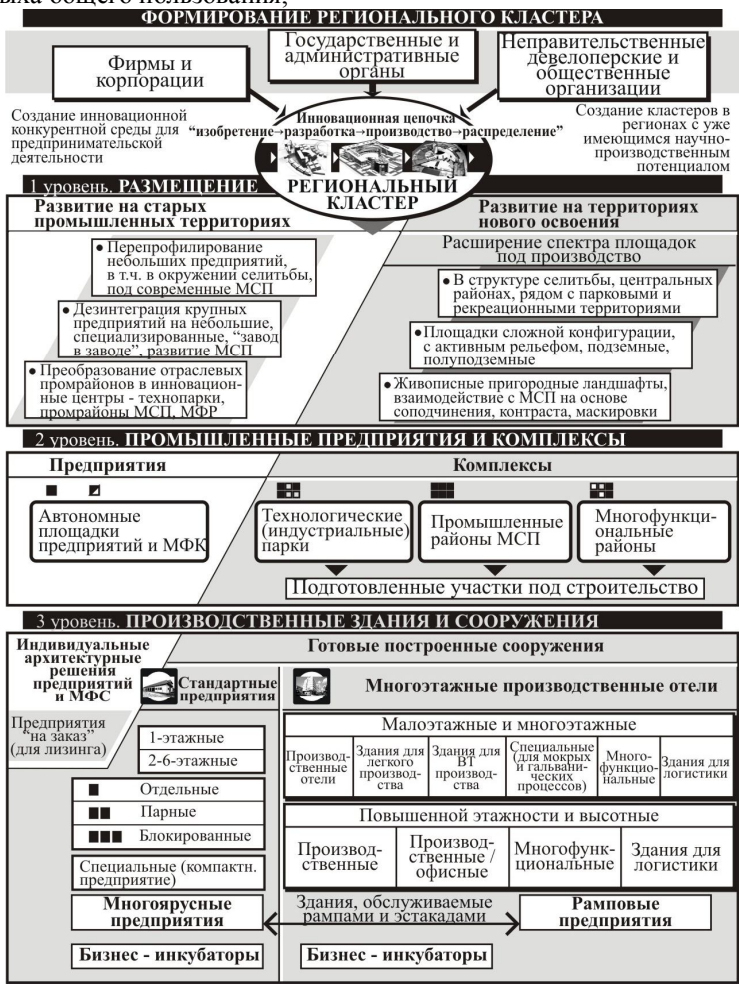 ыха общего пользования,
ФОРМИРОВАНИЕ РЕГИОНАЛЬНОГО КЛАСТЕРА
Фирмы и
корпорации
Государственные и
административные
органы
Неправительственные
девелоперские и
общественные
организации
Создание инновационной
конкурентной среды для
предпринимательской
деятельности
Инновационная цепочка
“изобретение→разработка→производство→распределение”
Создание кластеров в
регионах с уже
имеющимся научно-
производственным
потенциалом
РЕГИОНАЛЬНЫЙ
КЛАСТЕР
1 уровень. РАЗМЕЩЕНИЕ
Развитие на старых
промышленных территориях
• Перепрофилирование
небольших предприятий,
в т.ч. в окружении селитьбы,
под современные МСП
• Дезинтеграция крупных
предприятий на небольшие,
специализированные, “завод
в заводе”, развитие МСП
• Преобразование отраслевых
промрайонов в инновацион-
ные центры - технопарки,
промрайоны МСП, МФР
Развитие на территориях
нового освоения
Расширение спектра площадок
под производство
• В структуре селитьбы, центральных
районах, рядом с парковыми и
рекреационными территориями
• Площадки сложной конфигурации,
с активным рельефом, подземные,
полуподземные
• Живописные пригородные ландшафты,
взаимодействие с МСП на основе
соподчинения, контраста, маскировки
2 уровень. ПРОМЫШЛЕННЫЕ ПРЕДПРИЯТИЯ И КОМПЛЕКСЫ
Предприятия
Автономные
площадки
предприятий и МФК
Комплексы
Технологические
(индустриальные)
парки
Промышленные
районы МСП
Многофункци-
ональные
районы
Подготовленные участки под строительство
3 уровень. ПРОИЗВОДСТВЕННЫЕ ЗДАНИЯ И СООРУЖЕНИЯ
Индивидуальные
архитектурные
решения
предприятий
и МФС
Предприятия
“на заказ”
(для лизинга)
Готовые построенные сооружения
Стандартные
предприятия
1-этажные
2-6-этажные
Отдельные
Парные
Блокированные
Специальные (компактн.
предприятие)
Многоярусные
предприятия
Бизнес - инкубаторы
Многоэтажные производственные отели
Малоэтажные и многоэтажные
Производ-
ственные
отели
Здания для
легкого
производ-
ства
Здания для
ВТ
производ-
ства
Специальные
(для мокрых
и гальвани-
ческих
процессов)
Много-
функцио-
нальные
Здания для
логистики
Повышенной этажности и высотные
Производ-
ственные
Производ-
ственные /
офисные
Многофунк-
циональные
Здания для
логистики
Здания, обслуживаемые
рампами и эстакадами
Рамповые
предприятия
Бизнес - инкубаторы